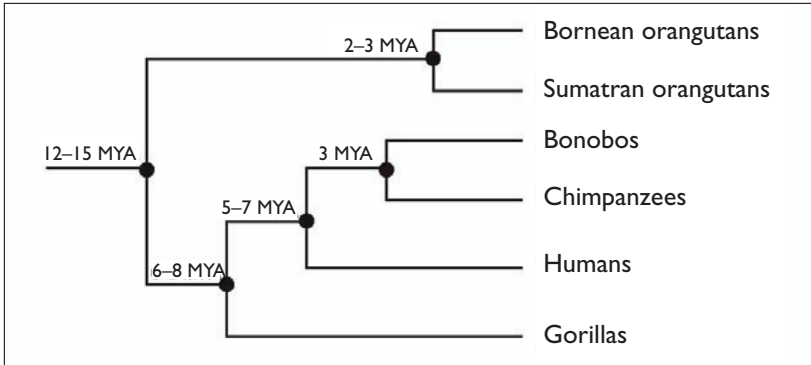 2–3 MYA
Bornean orangutans
Sumatran orangutans
12–15 MYA
3 MYA
Bonobos
Chimpanzees
5–7 MYA
Humans
6–8 MYA
Gorillas